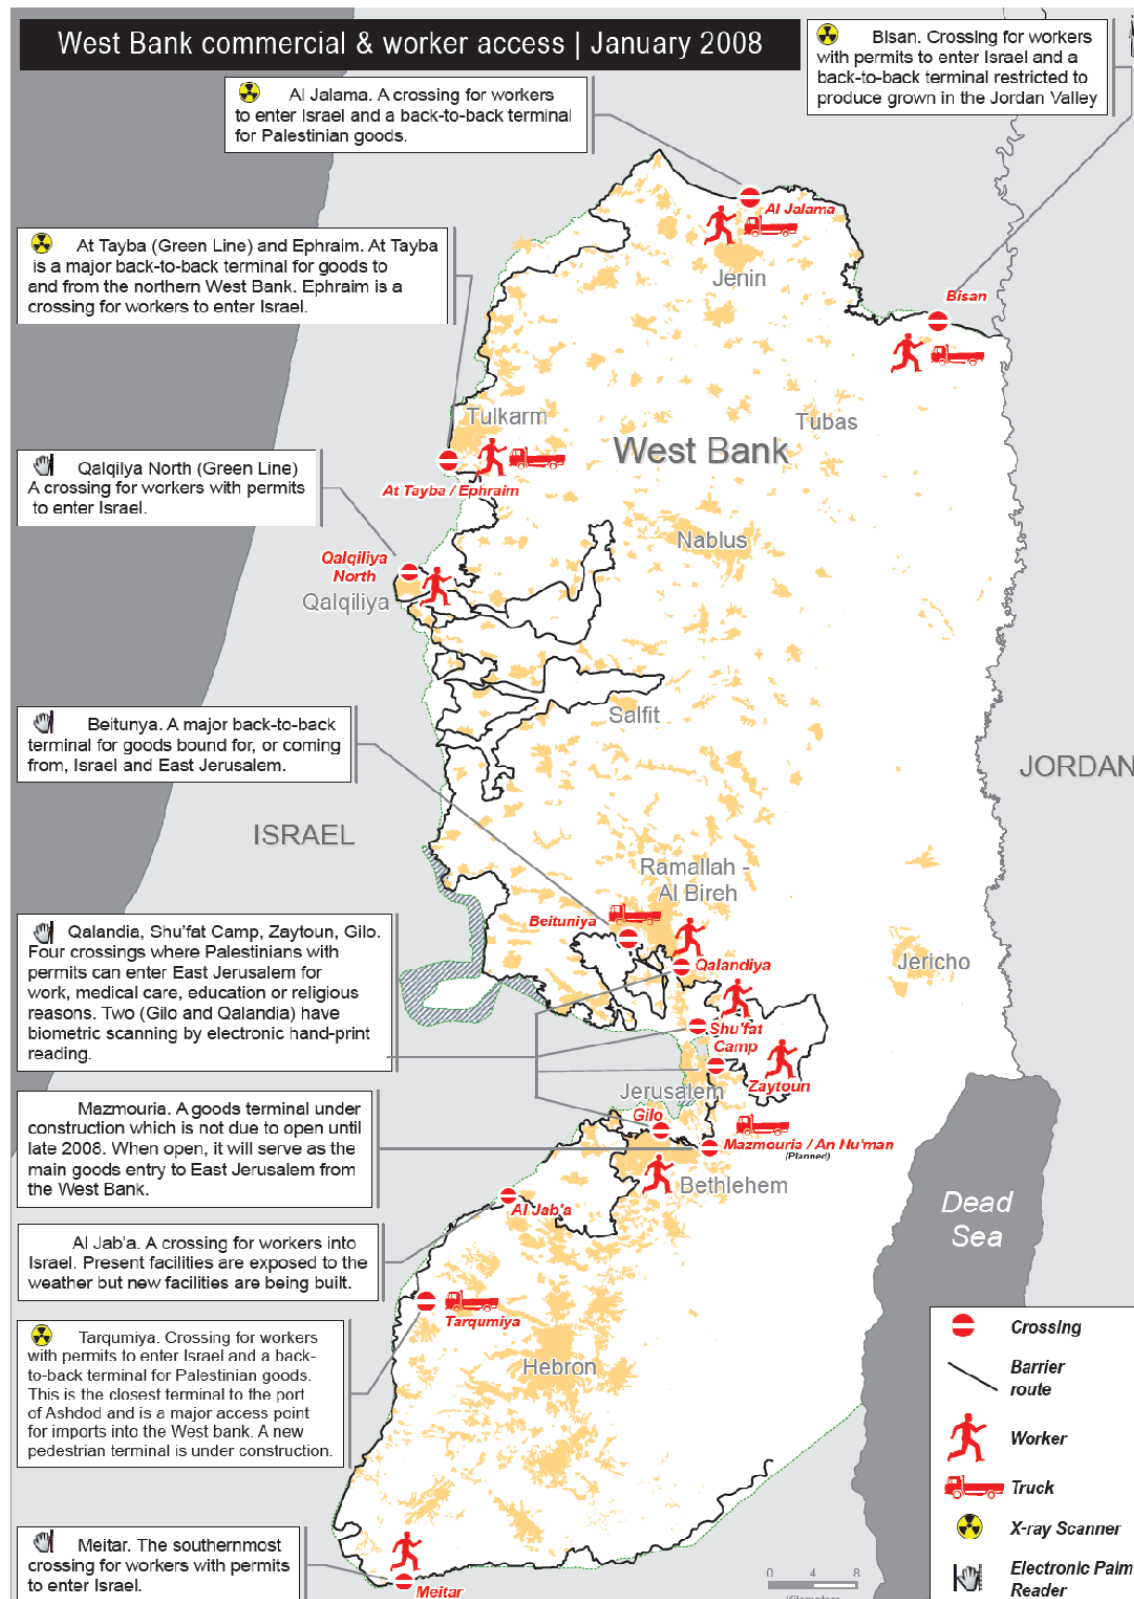 West Bank commercial & worker access | January 2008
Bisan. Crossing for workers
with permits to enter Israel and a
back-to-back terminal restricted to
produce grown in the Jordan Valley
Al Jalama. A crossing for workers
to enter Israel and a back-to-back terminal
for Palestinian goods.
Al Jalama
Jenin
At Tayba (Green Line) and Ephraim. At Tayba
is a major back-to-back terminal for goods to
and from the northern West Bank. Ephraim is a
crossing for workers to enter Israel.
Bisan
Tulkarm
Tubas
West Bank
At Tayba / Ephraim
Qalqilya North (Green Line)
A crossing for workers with permits
to enter Israel.
Nablus
Qalqiliya
North
Qalqiliya
Beitunya. A major back-to-back
terminal for goods bound for, or coming
from, Israel and East Jerusalem.
Salfit
JORDAN
ISRAEL
Ramallah -
Al Bireh
Beituniya
Qalandia, Shu'fat Camp, Zaytoun, Gilo.
Four crossings where Palestinians with
permits can enter East Jerusalem for
work, medical care, education or religious
reasons. Two (Gilo and Qalandia) have
biometric scanning by electronic hand-print
reading.
Qalandiya
Jericho
Shu'fat
Camp
Zaytoun
Jerusalem
Gilo
Mazmouria. A goods terminal under
construction which is not due to open until
late 2008. When open, it will serve as the
main goods entry to East Jerusalem from
the West Bank.
Mazmouria / An Nu'man
(Planned)
Bethlehem
Al Jab'a
Dead
Sea
Al Jab'a. A crossing for workers into
Israel. Present facilities are exposed to the
weather but new facilities are being built.
Tarqumiya
Tarqumiya. Crossing for workers
with permits to enter Israel and a back-
to-back terminal for Palestinian goods.
This is the closest terminal to the port
of Ashdod and is a major access point
for imports into the West bank. A new
pedestrian terminal is under construction.
Hebron
Crossing
Barrier
route
Worker
Truck
X-ray Scanner
Electronic Palm
Reader
Meitar. The southernmost
crossing for workers with permits
to enter Israel.
Meitar
0 4 8
Kilometers